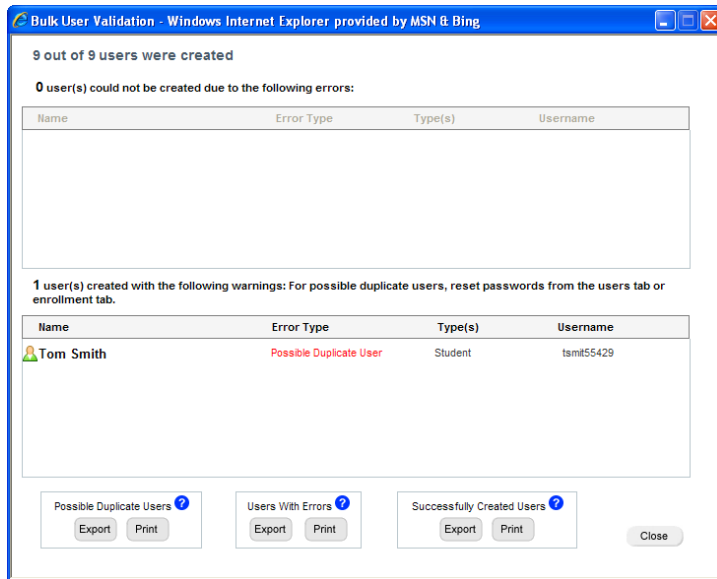 Bulk User Validation - Windows Internet Explorer provided by MSN & Bing
9 out of 9 users were created
0 user(s) could not be created due to the following errors:
Name Error Type Type(s) Username
1 user(s) created with the following warnings: For possible duplicate users, reset passwords from the users tab or
enrollment tab.
Name Error Type Type(s) Username
Tom Smith Possible Duplicate User Student tsmit55429
Possible Duplicate Users ? Users With Errors ? Successfully Created Users ?
Export Print Export Print Export Print Close